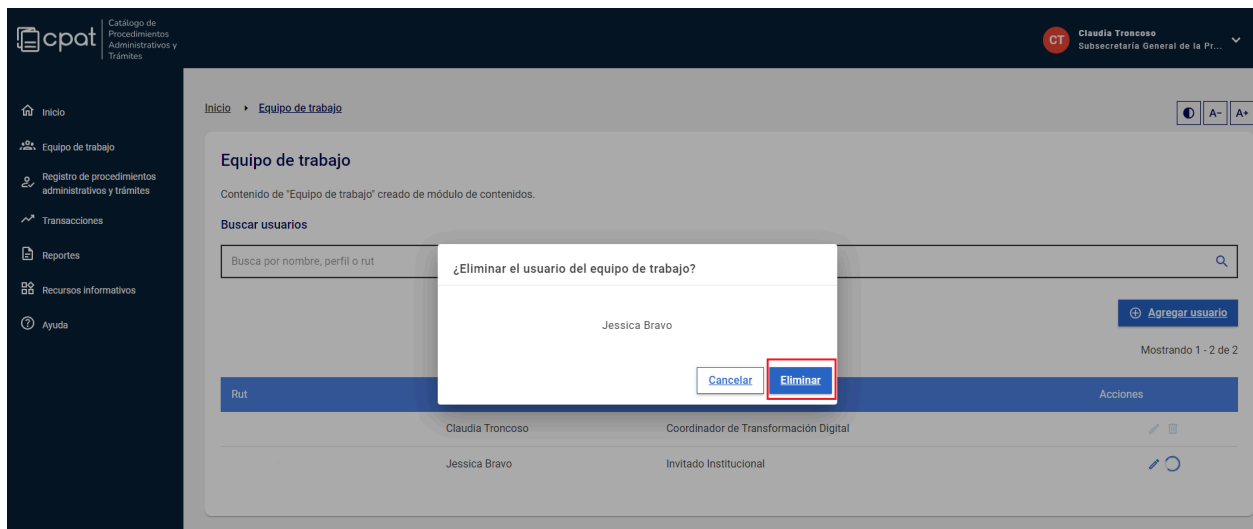 cpat
Catálogo de
Procedimientos
Administrativos y
Trámites
CT
Claudia Troncoso
Subsecretaría General de la Pr...
Inicio
Equipo de trabajo
Registro de procedimientos
administrativos y trámites
Transacciones
Reportes
Recursos informativos
Ayuda
Inicio
Equipo de trabajo
A-
A+
Equipo de trabajo
Contenido de "Equipo de trabajo" creado de módulo de contenidos.
Buscar usuarios
Busca por nombre, perfil o rut
¿Eliminar el usuario del equipo de trabajo?
Jessica Bravo
Cancelar
Eliminar
Agregar usuario
Mostrando 1 - 2 de 2
Rut
Acciones
Claudia Troncoso
Coordinador de Transformación Digital
Jessica Bravo
Invitado Institucional